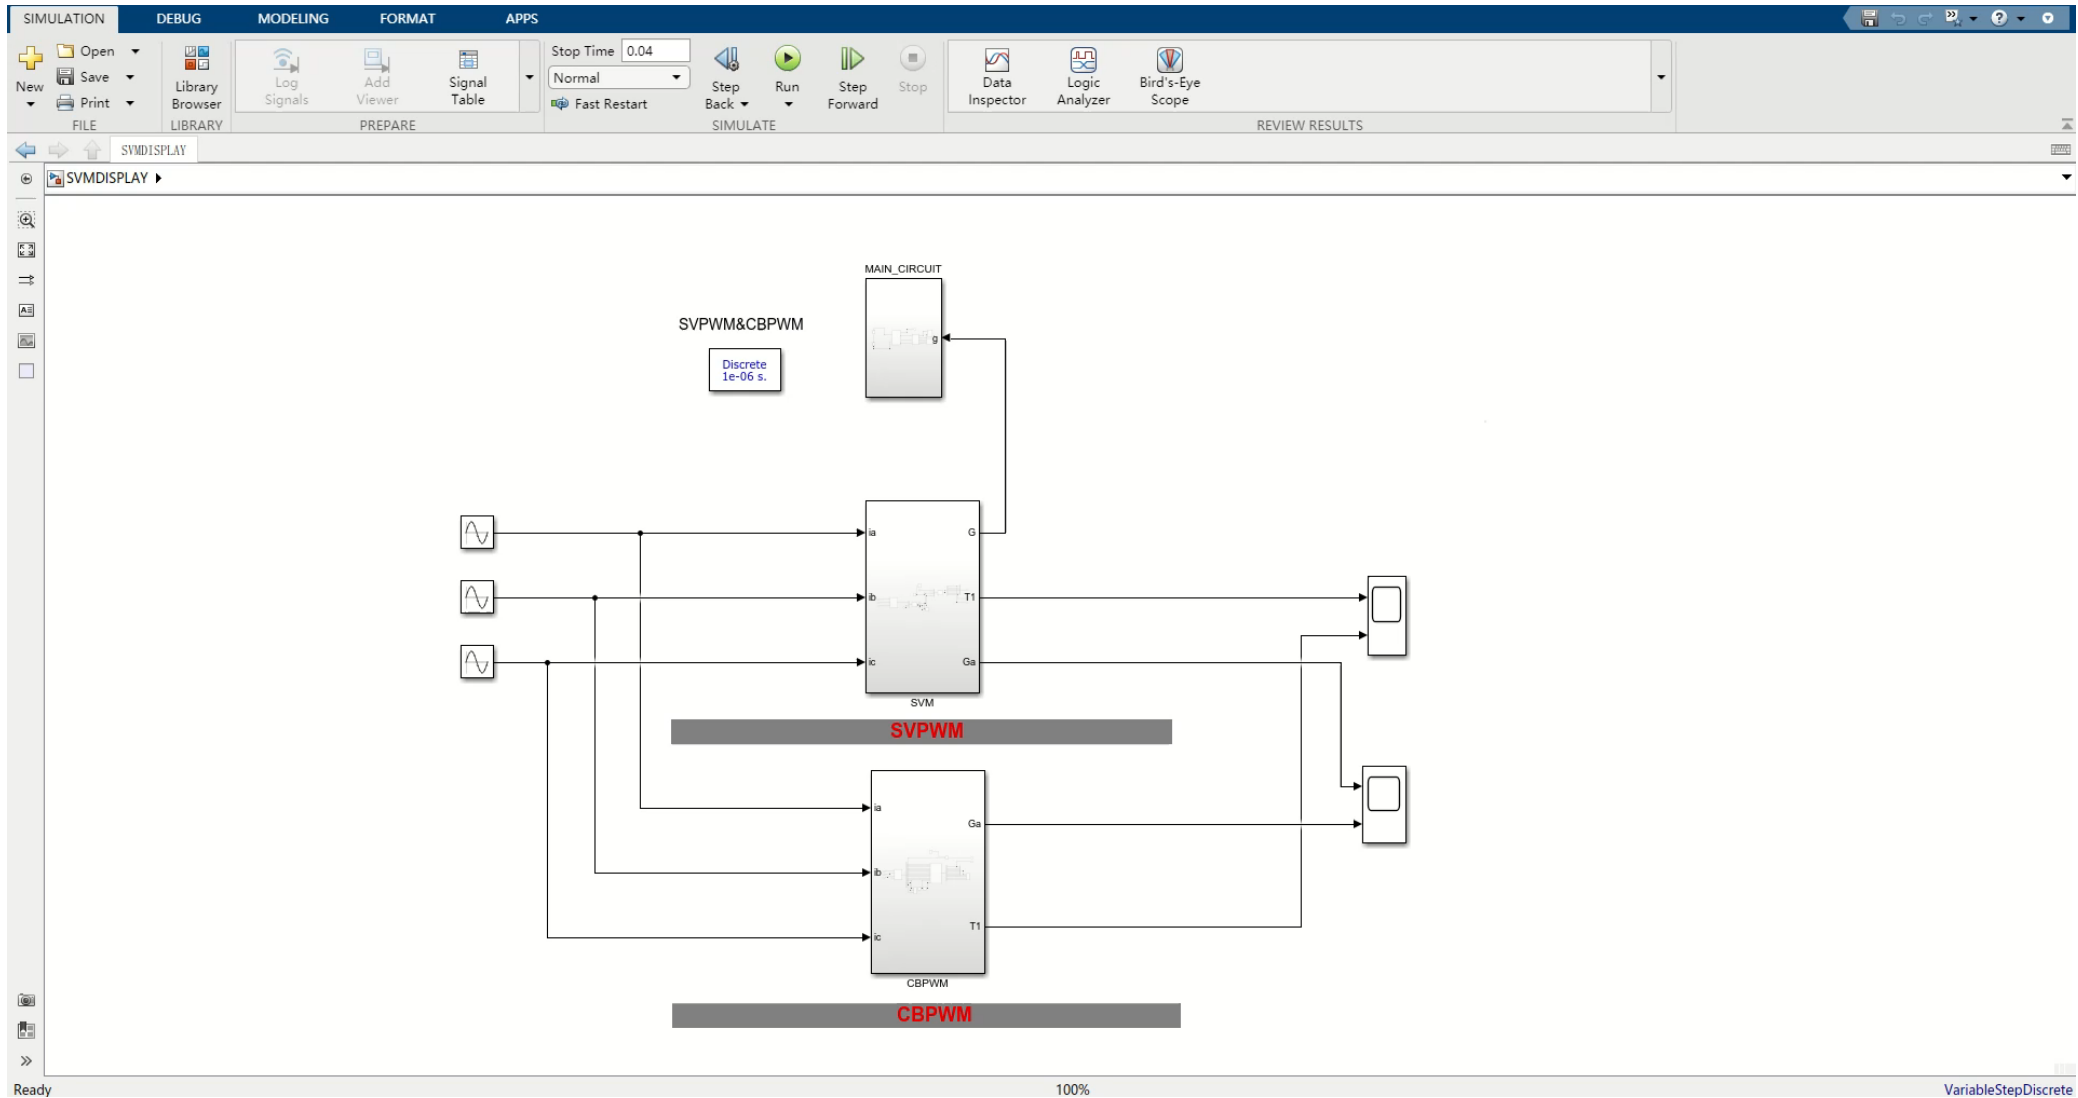 SIMULATION DEBUG MODELING FORMAT APPS
New
Open
Save
Print
FILE
Library
Browser
LIBRARY
Log
Signals
Add
Viewer
Signal
Table
PREPARE
Stop Time 0.04
Normal
Fast Restart
Step
Back
Run
Step
Forward
Stop
SIMULATE
Data
Inspector
Logic
Analyzer
Bird's-Eye
Scope
REVIEW RESULTS
SVMDISPLAY
SVMDISPLAY
MAIN_CIRCUIT
g
SVPWM&CBPWM
Discrete
1e-06 s.
ia
G
ib
T1
ic
Ga
SVM
SVPWM
ia
Ga
ib
T1
ic
CBPWM
CBPWM
Ready 100% VariableStepDiscrete